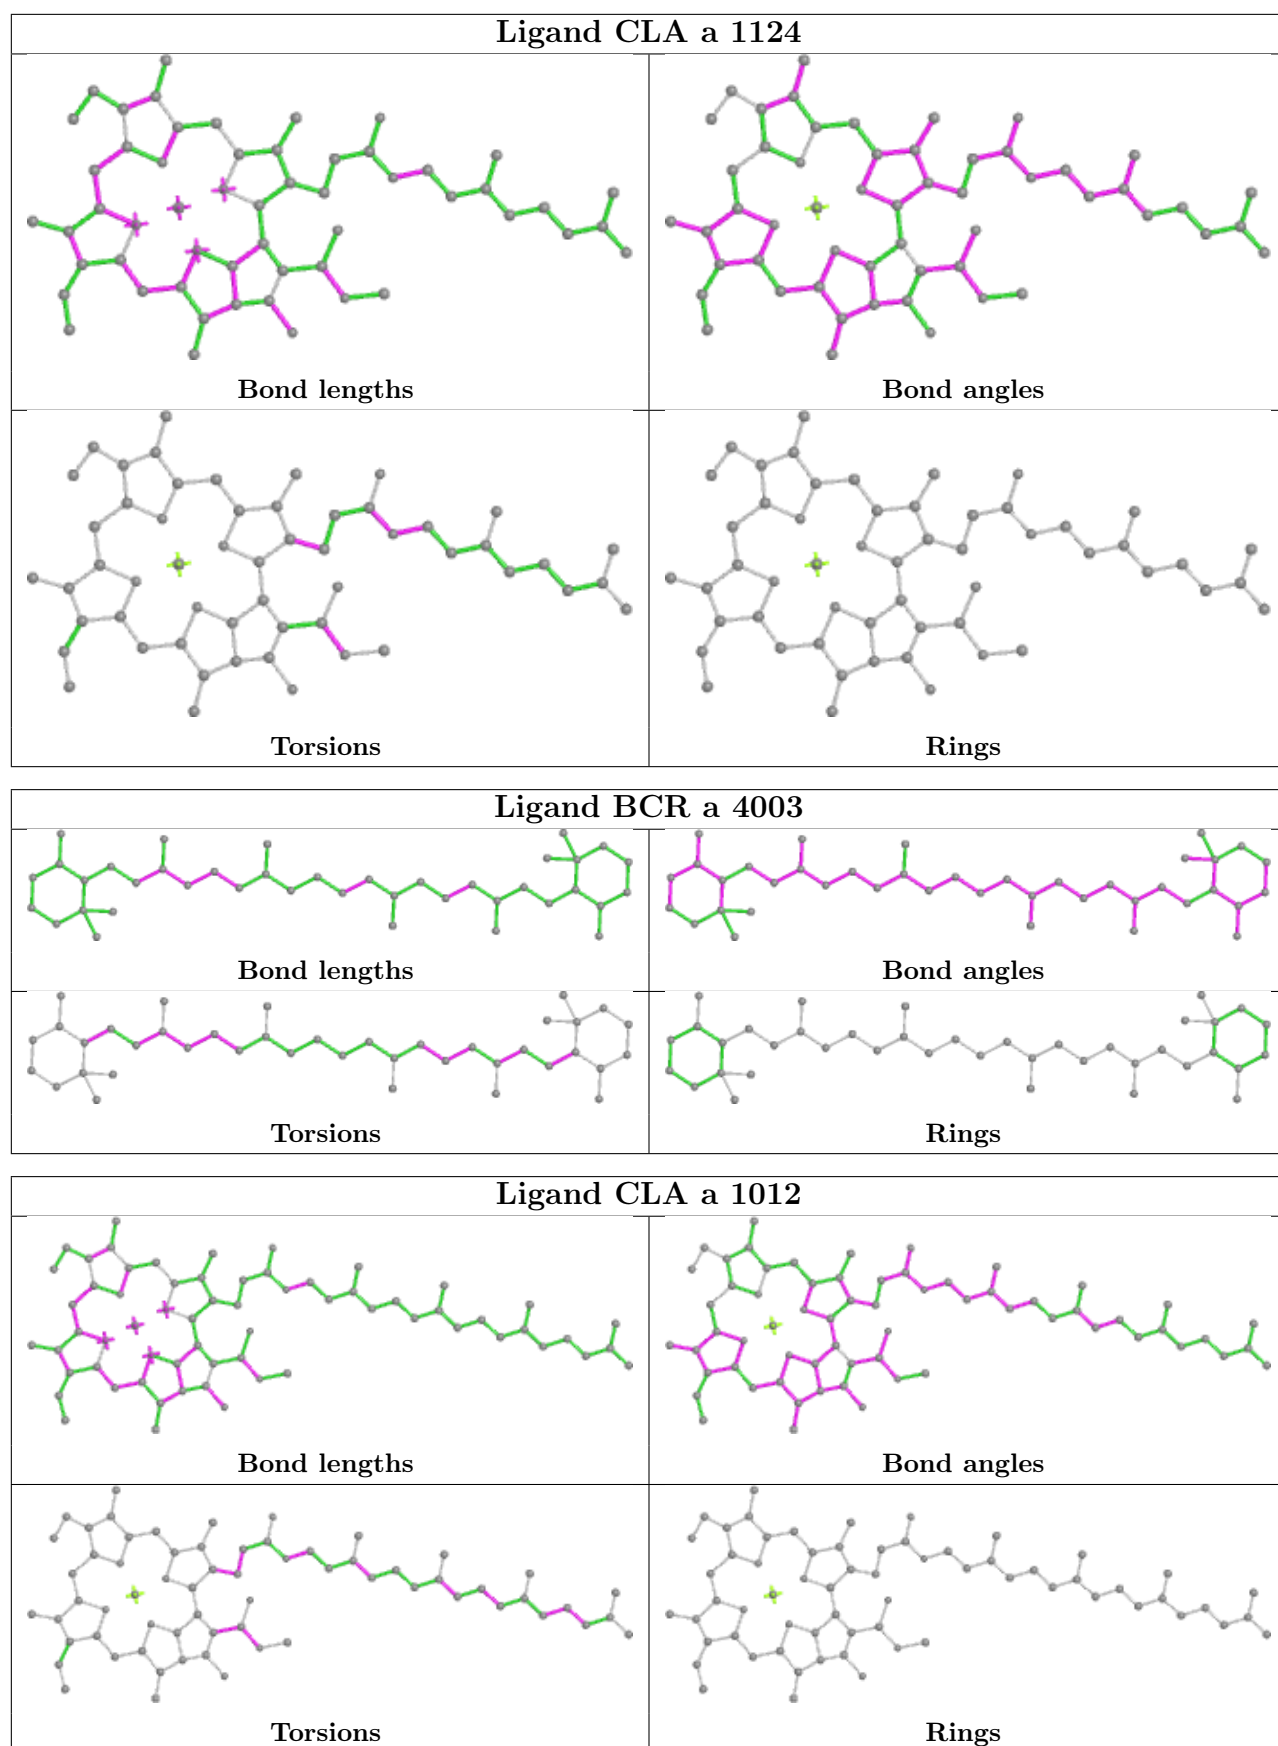 Ligand CLA a 1124
Bond lengths
Bond angles
Torsions
Rings
Ligand BCR a 4003
Bond lengths
Bond angles
Torsions
Rings
Ligand CLA a 1012
Bond lengths
Bond angles
Torsions
Rings